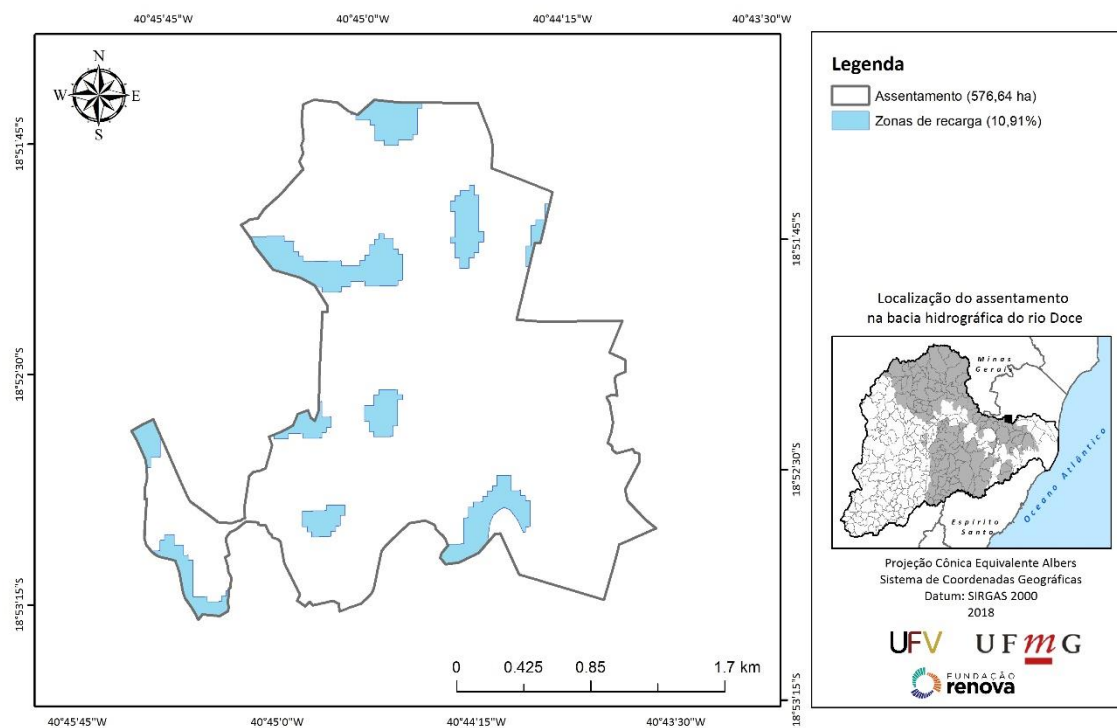 40°45'45"W
40°45'0"W
40°44'15"W
40°43'30"W
N
W
E
S
18°51'45"S
18°52'30"S
18°53'15"S
18°51'45"S
18°52'30"S
18°53'15"S
0
0.425
0.85
1.7 km
40°45'45"W
40°45'0"W
40°44'15"W
40°43'30"W
Legenda
Assentamento (576,64 ha)
Zonas de recarga (10,91%)
Localização do assentamento
na bacia hidrográfica do rio Doce
Minas
Gerais
Oceano Atlântico
Espírito
Santo
Projeção Cônica Equivalente Albers
Sistema de Coordenadas Geográficas
Datum: SIRGAS 2000
2018
UFV
UFmG
FUNDAÇÃO
renova